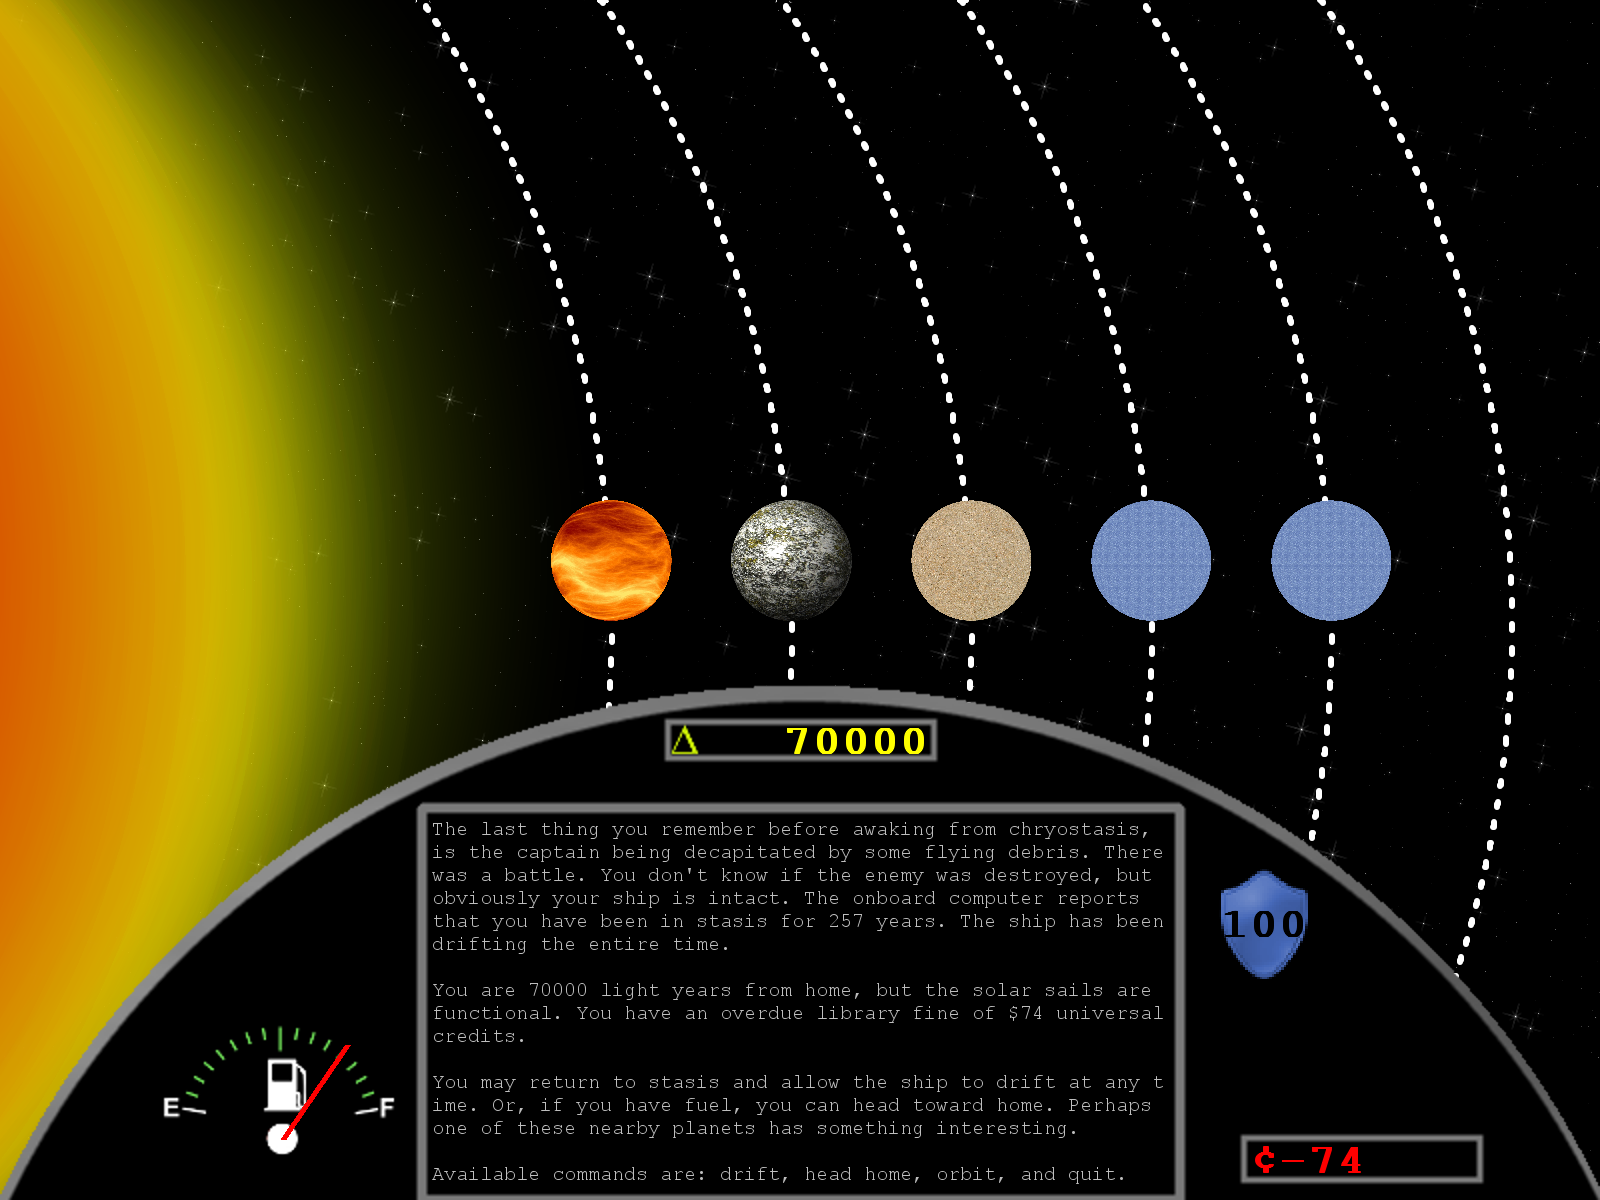 Δ 70000
The last thing you remember before awaking from chryostasis,
is the captain being decapitated by some flying debris. There
was a battle. You don't know if the enemy was destroyed, but
obviously your ship is intact. The onboard computer reports
that you have been in stasis for 257 years. The ship has been
drifting the entire time.
You are 70000 light years from home, but the solar sails are
functional. You have an overdue library fine of $74 universal
credits.
You may return to stasis and allow the ship to drift at any t
ime. Or, if you have fuel, you can head toward home. Perhaps
one of these nearby planets has something interesting.
Available commands are: drift, head home, orbit, and quit.
100
E F
¢-74